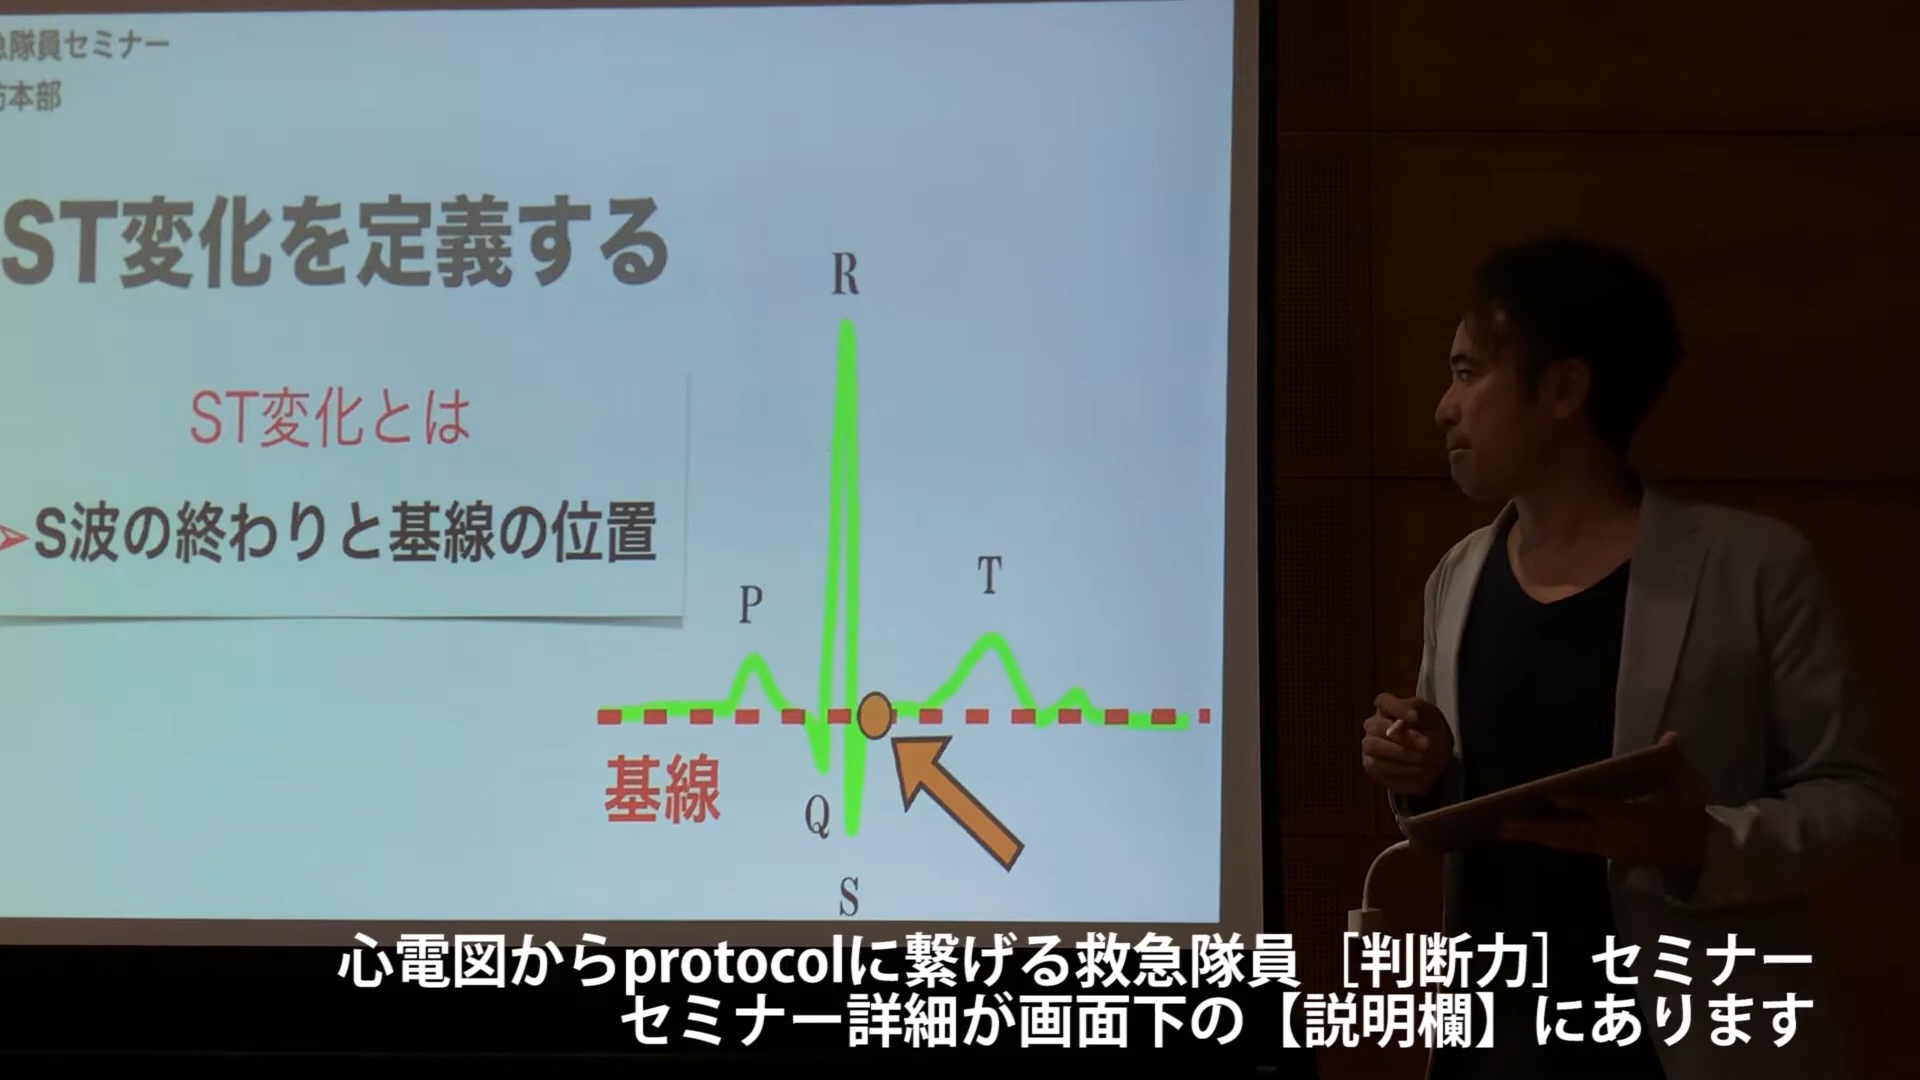 急隊員セミナー
防本部
ST変化を定義する
ST変化とは
➢S波の終わりと基線の位置
R
P
T
基線
Q
S
心電図からprotocolに繋げる救急隊員［判断力］セミナー
セミナー詳細が画面下の【説明欄】にあります